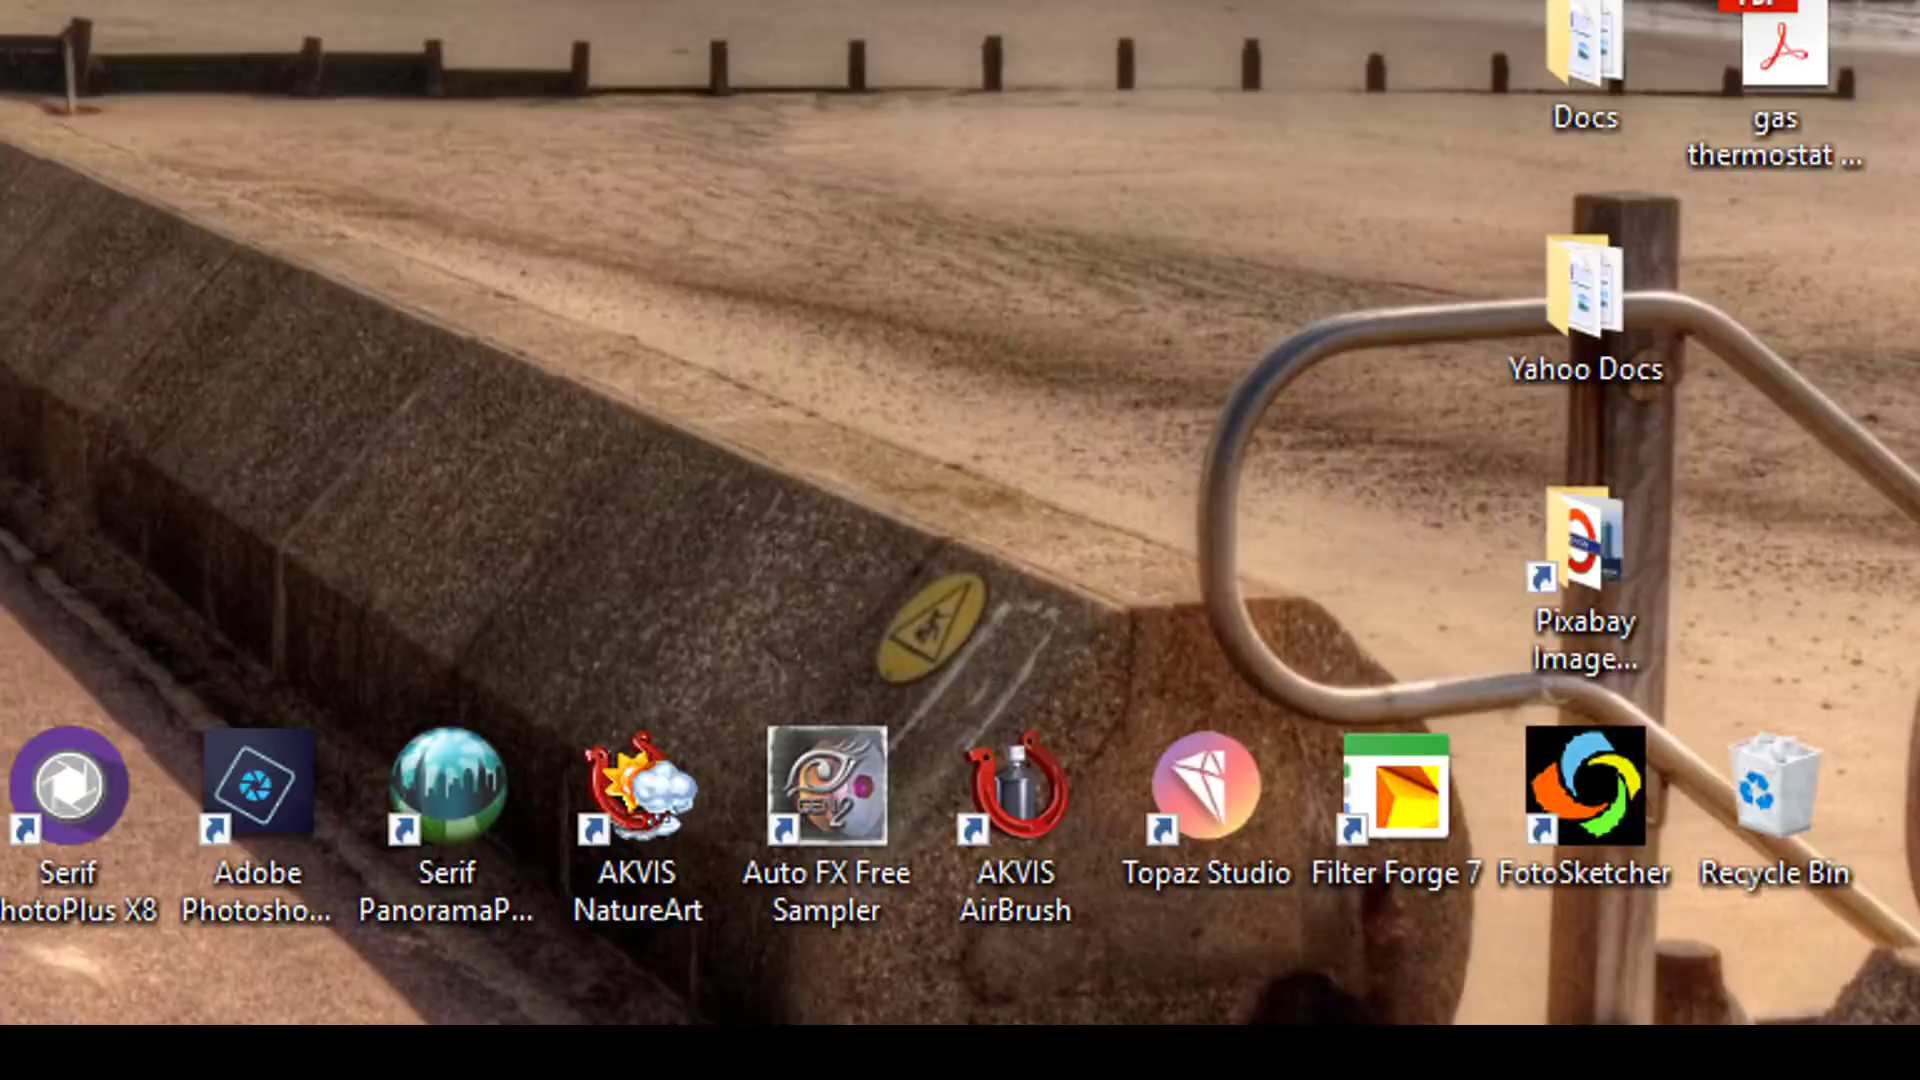 Docs
gas
thermostat ...
Yahoo Docs
Pixabay
Image...
Serif
hotoPlus X8
Adobe
Photosho...
Serif
PanoramaP...
AKVIS
NatureArt
GEN2
Auto FX Free
Sampler
AKVIS
AirBrush
Topaz Studio
Filter Forge 7
FotoSketcher
Recycle Bin